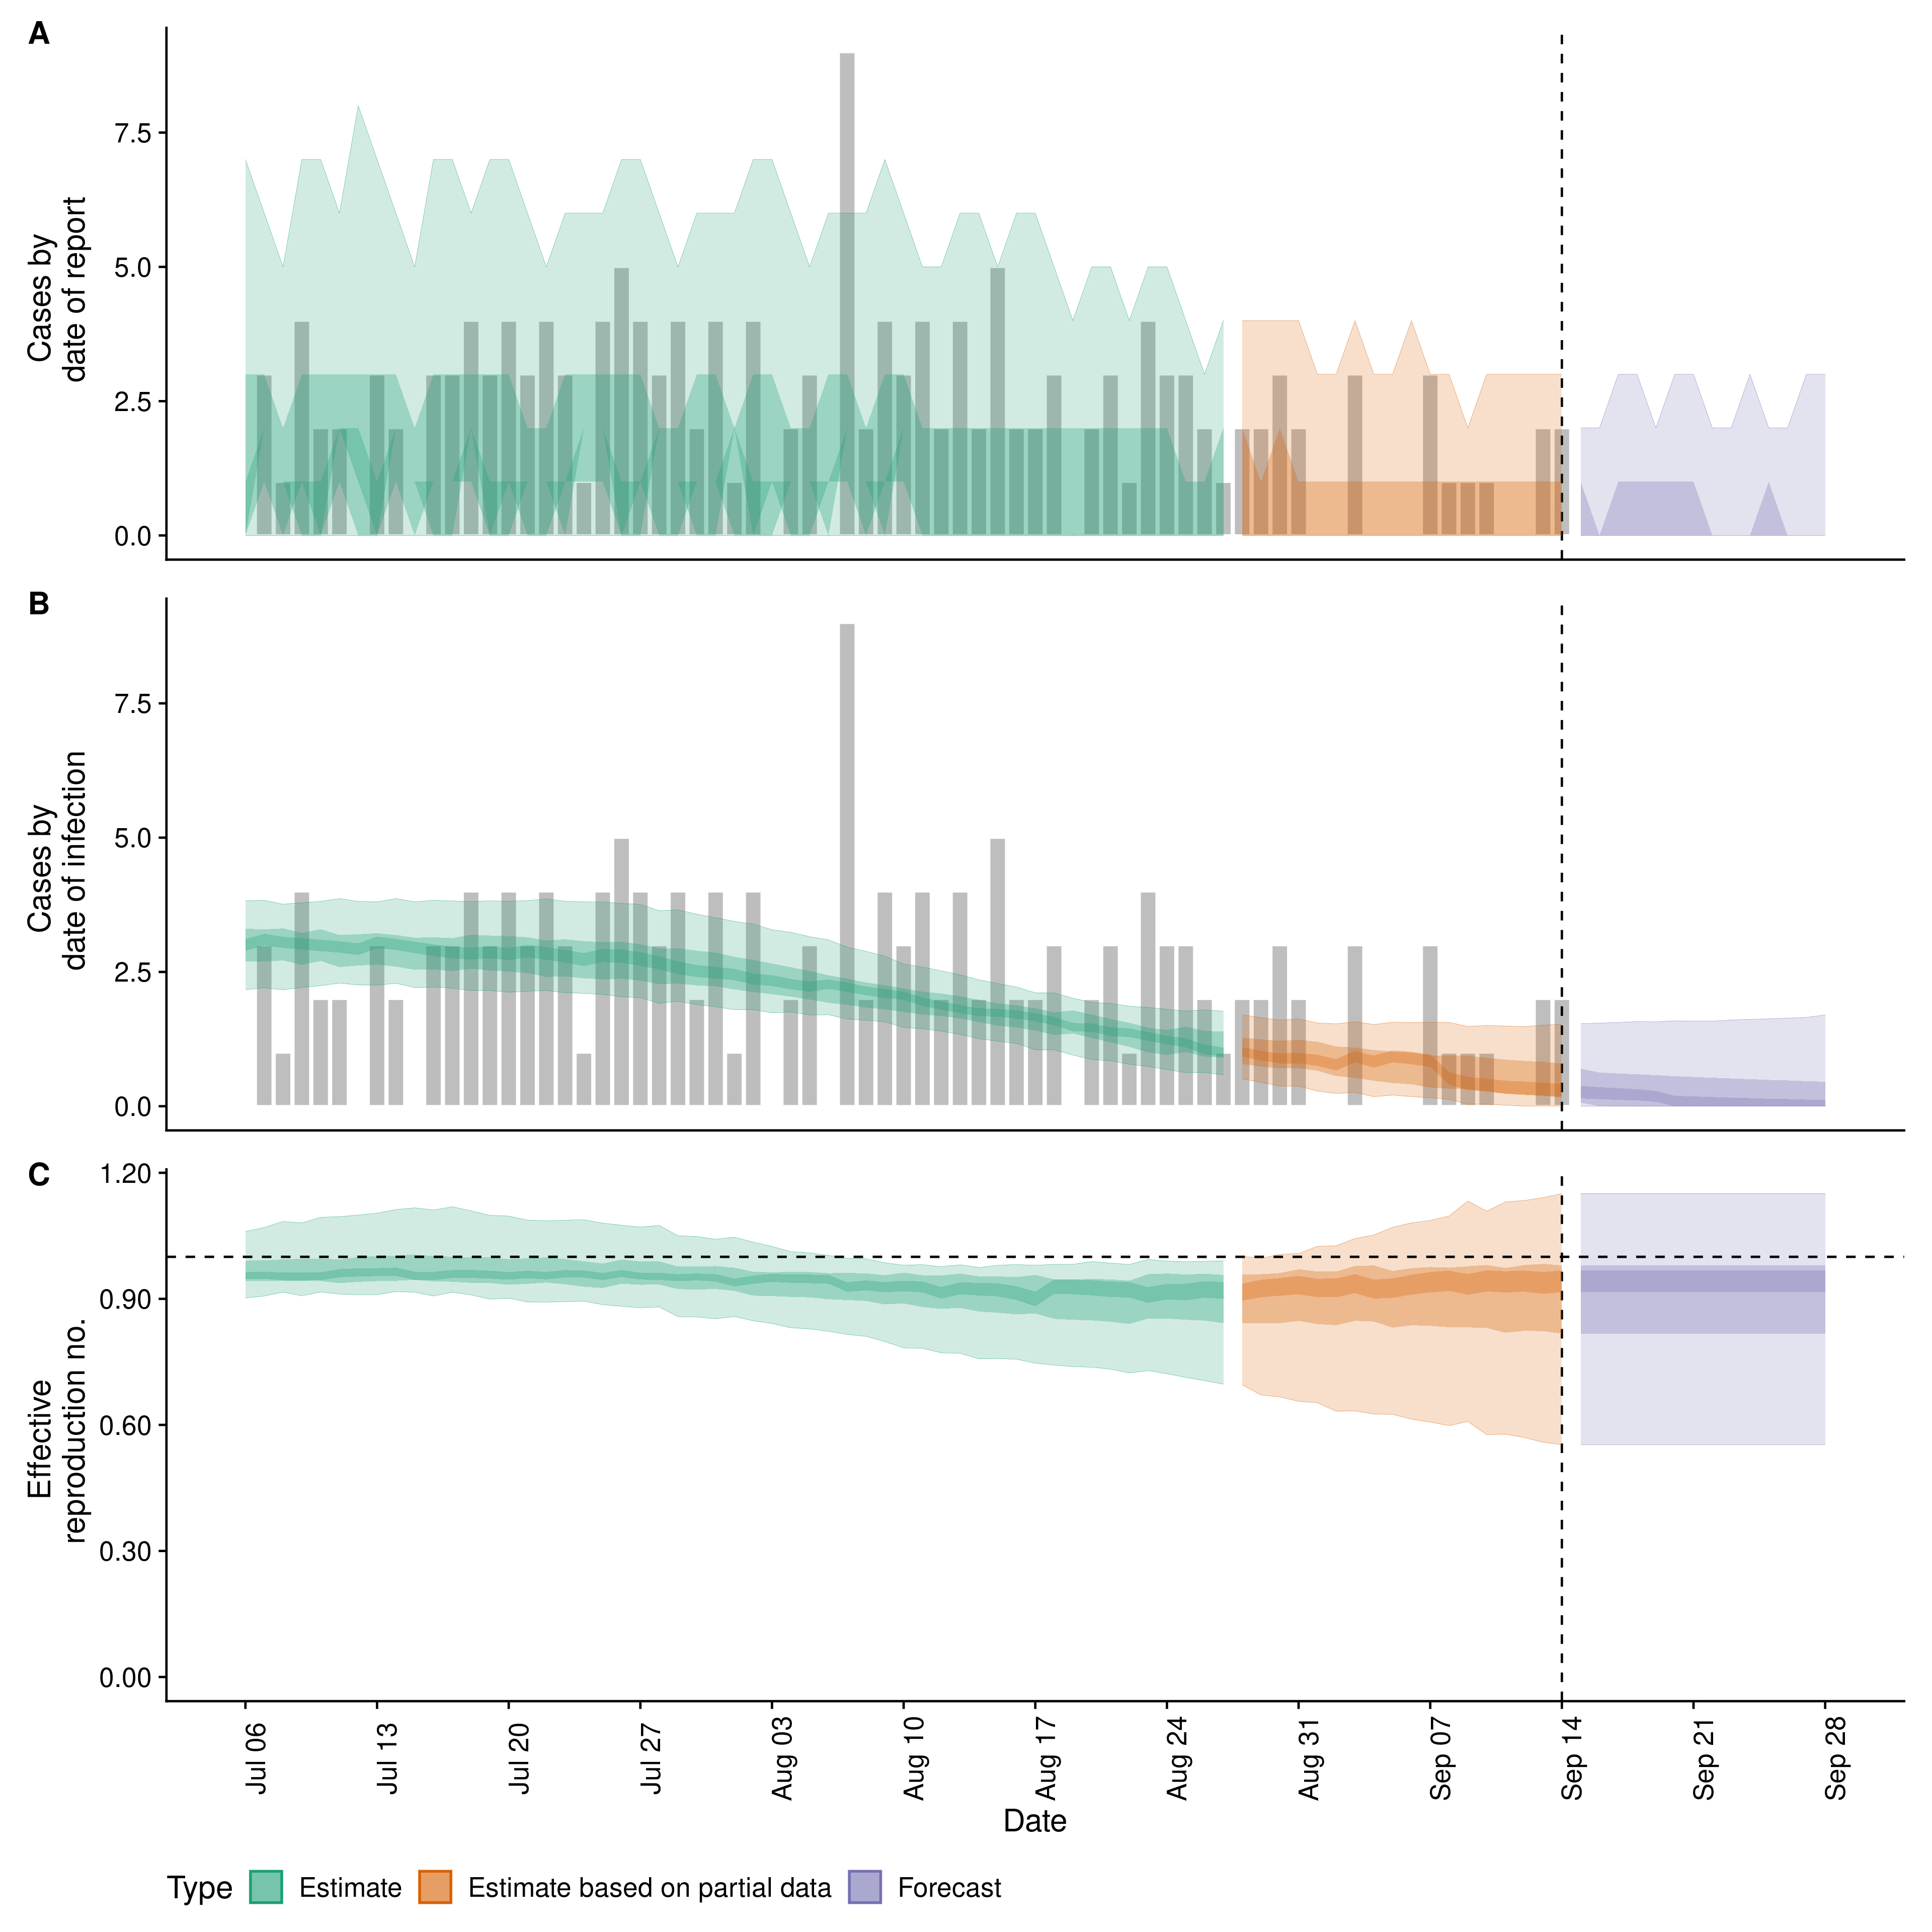 A
Cases by
date of report
7.5
5.0
2.5
0.0
B
Cases by
date of infection
7.5
5.0
2.5
0.0
C
Effective
reproduction no.
1.20
0.90
0.60
0.30
0.00
Jul 06
Jul 13
Jul 20
Jul 27
Aug 03
Aug 10
Aug 17
Aug 24
Aug 31
Sep 07
Sep 14
Sep 21
Sep 28
Date
Type Estimate Estimate based on partial data Forecast